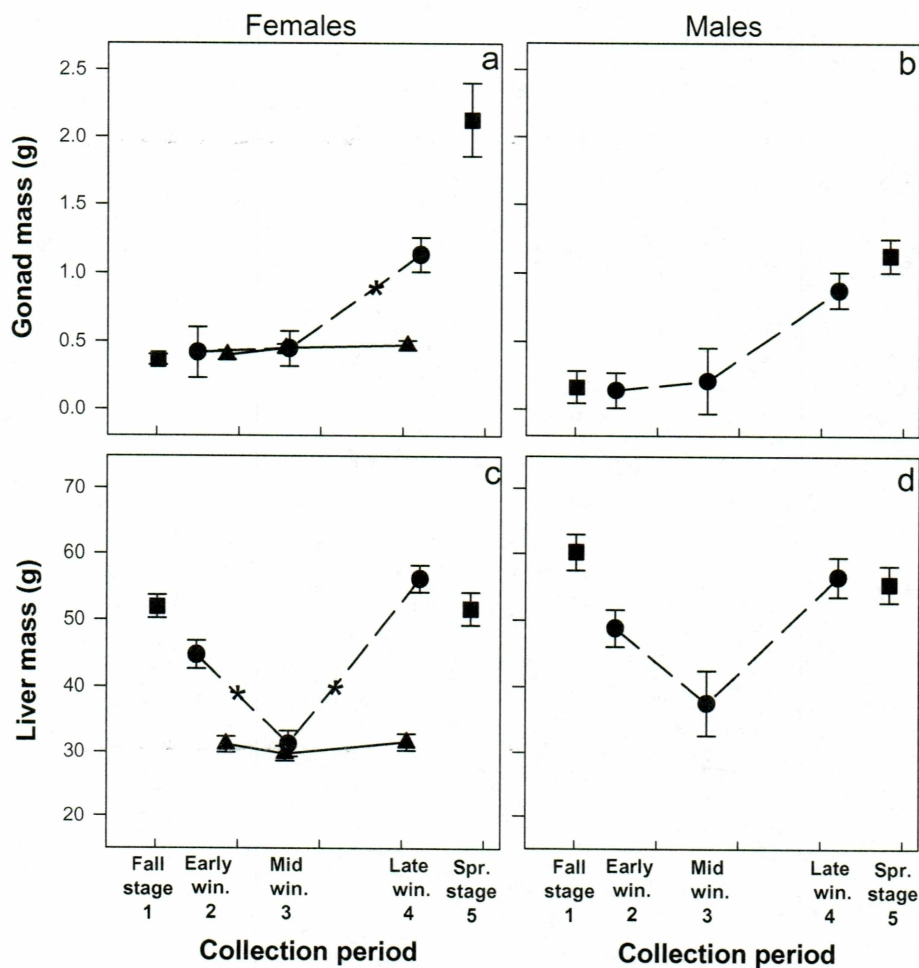 Females
Males
a
b
Gonad mass (g)
2.5
2.0
1.5
1.0
0.5
0.0
c
d
Liver mass (g)
70
60
50
40
30
20
Fall Early Mid Late Spr.
stage win. win. win. stage
1 2 3 4 5
Collection period
Fall Early Mid Late Spr.
stage win. win. win. stage
1 2 3 4 5
Collection period